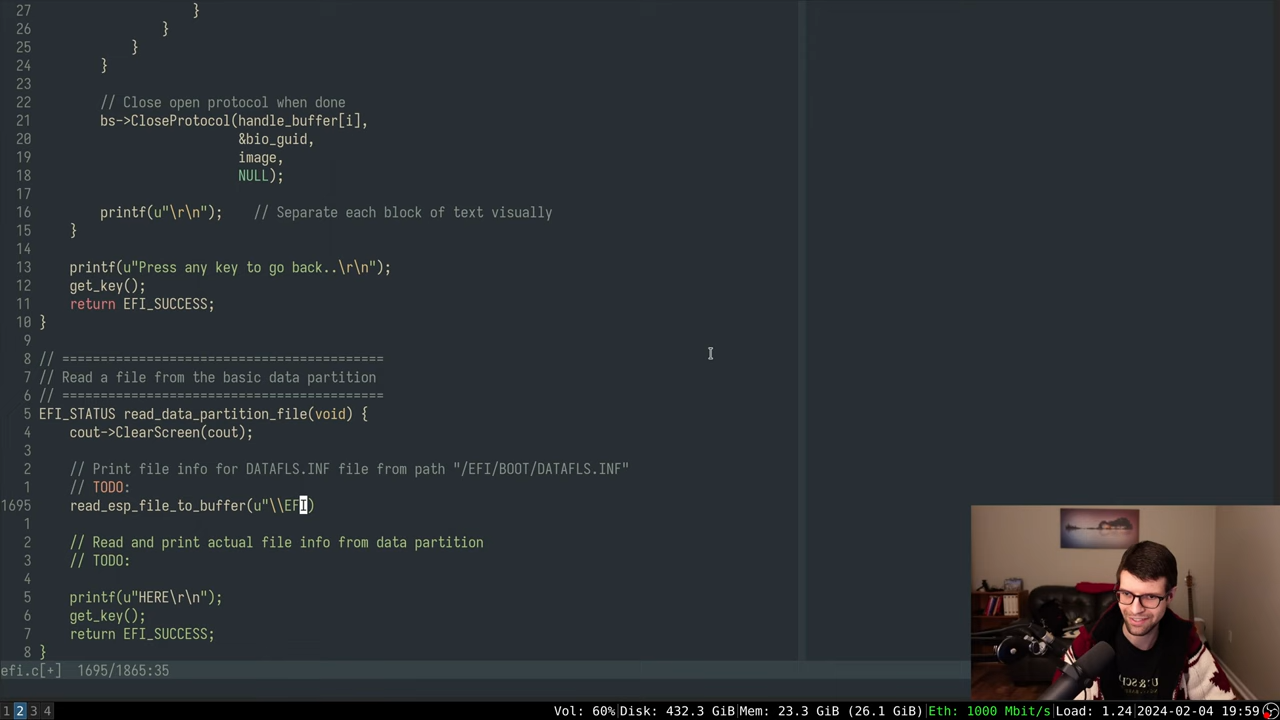 27                     }
26                 }
25             }
24         }
23
22         // Close open protocol when done
21         bs->CloseProtocol(handle_buffer[i],
20                           &bio_guid,
19                           image,
18                           NULL);
17
16         printf(u"\r\n");    // Separate each block of text visually
15     }
14
13     printf(u"Press any key to go back..\r\n");
12     get_key();
11     return EFI_SUCCESS;
10 }
9
8 // ==========================================
7 // Read a file from the basic data partition
6 // ==========================================
5 EFI_STATUS read_data_partition_file(void) {
4     cout->ClearScreen(cout);
3
2     // Print file info for DATAFLS.INF file from path "/EFI/BOOT/DATAFLS.INF"
1     // TODO:
1695     read_esp_file_to_buffer(u"\\EFI)
1
2     // Read and print actual file info from data partition
3     // TODO:
4
5     printf(u"HERE\r\n");
6     get_key();
7     return EFI_SUCCESS;
8 }
efi.c[+]  1695/1865:35
1 2 3 4 Vol: 60%|Disk: 432.3 GiB|Mem: 23.3 GiB (26.1 GiB)|Eth: 1000 Mbit/s|Load: 1.24|2024-02-04 19:59